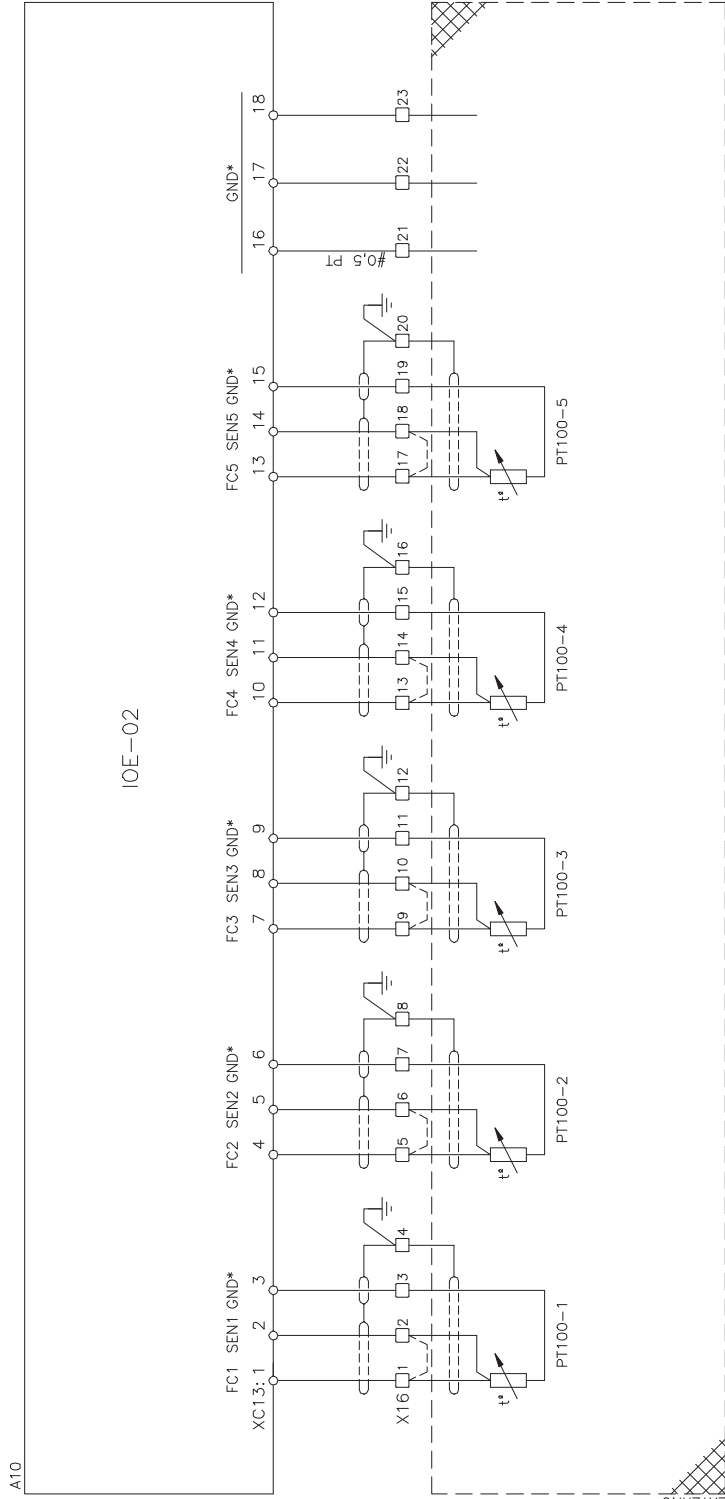 A10
IOE-02
FC1 SEN1 GND* FC2 SEN2 GND* FC3 SEN3 GND* FC4 SEN4 GND* FC5 SEN5 GND* GND*
XC13: 1 2 3 4 5 6 7 8 9 10 11 12 13 14 15 16 17 18
#0,5 PT
X16 1 2 3 4 5 6 7 8 9 10 11 12 13 14 15 16 17 18 19 20 21 22 23
t° t° t° t° t°
PT100-1 PT100-2 PT100-3 PT100-4 PT100-5